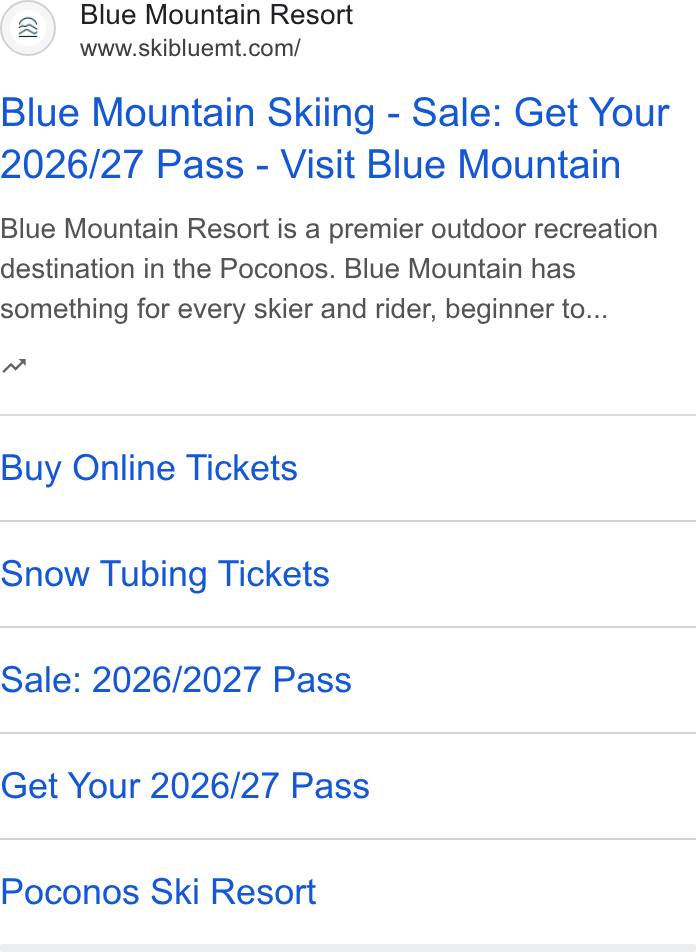 Blue Mountain Resort
www.skibluemt.com/
Blue Mountain Skiing - Sale: Get Your
2026/27 Pass - Visit Blue Mountain
Blue Mountain Resort is a premier outdoor recreation
destination in the Poconos. Blue Mountain has
something for every skier and rider, beginner to...
Buy Online Tickets
Snow Tubing Tickets
Sale: 2026/2027 Pass
Get Your 2026/27 Pass
Poconos Ski Resort